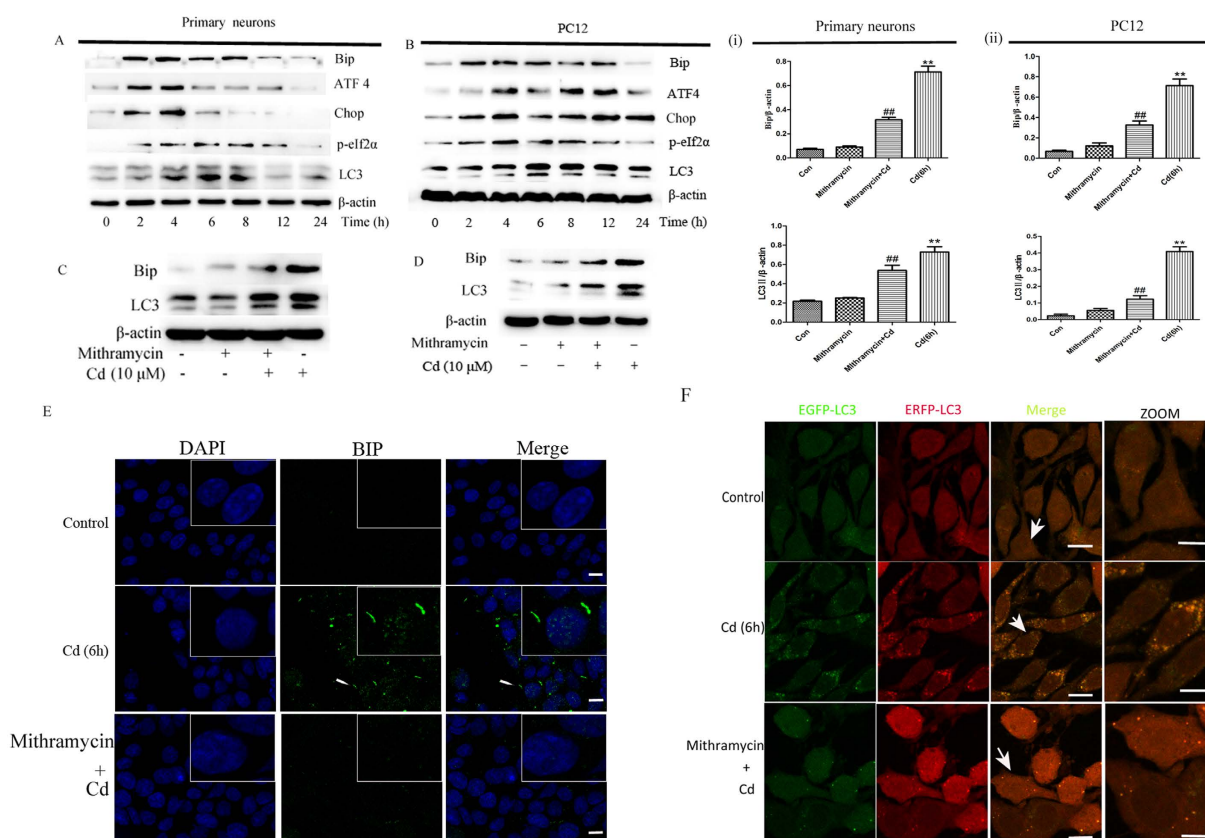 Primary neurons
A
Bip
ATF 4
Chop
p-eIf2α
LC3
β-actin
0 2 4 6 8 12 24 Time (h)
PC12
B
Bip
ATF4
Chop
p-eIf2α
LC3
β-actin
0 2 4 6 8 12 24 Time (h)
C
Bip
LC3
β-actin
Mithramycin - + + -
Cd (10 μM) - - + +
D
Bip
LC3
β-actin
Mithramycin − + + −
Cd (10 μM) − − + +
(i) Primary neurons
Bip/β-actin
0.8
0.6
0.4
0.2
0.0
##
**
Con Mithramycin Mithramycin+Cd Cd(6h)
LC3Ⅱ/β-actin
1.0
0.8
0.6
0.4
0.2
0.0
##
**
Con Mithramycin Mithramycin+Cd Cd(6h)
(ii) PC12
Bip/β-actin
0.8
0.6
0.4
0.2
0.0
##
**
Con Mithramycin Mithramycin+Cd Cd(6h)
LC3Ⅱ/β-actin
0.5
0.4
0.3
0.2
0.1
0.0
##
**
Con Mithramycin Mithramycin+Cd Cd(6h)
E
DAPI BIP Merge
Control
Cd (6h)
Mithramycin
+
Cd
F
EGFP-LC3 ERFP-LC3 Merge ZOOM
Control
Cd (6h)
Mithramycin
+
Cd